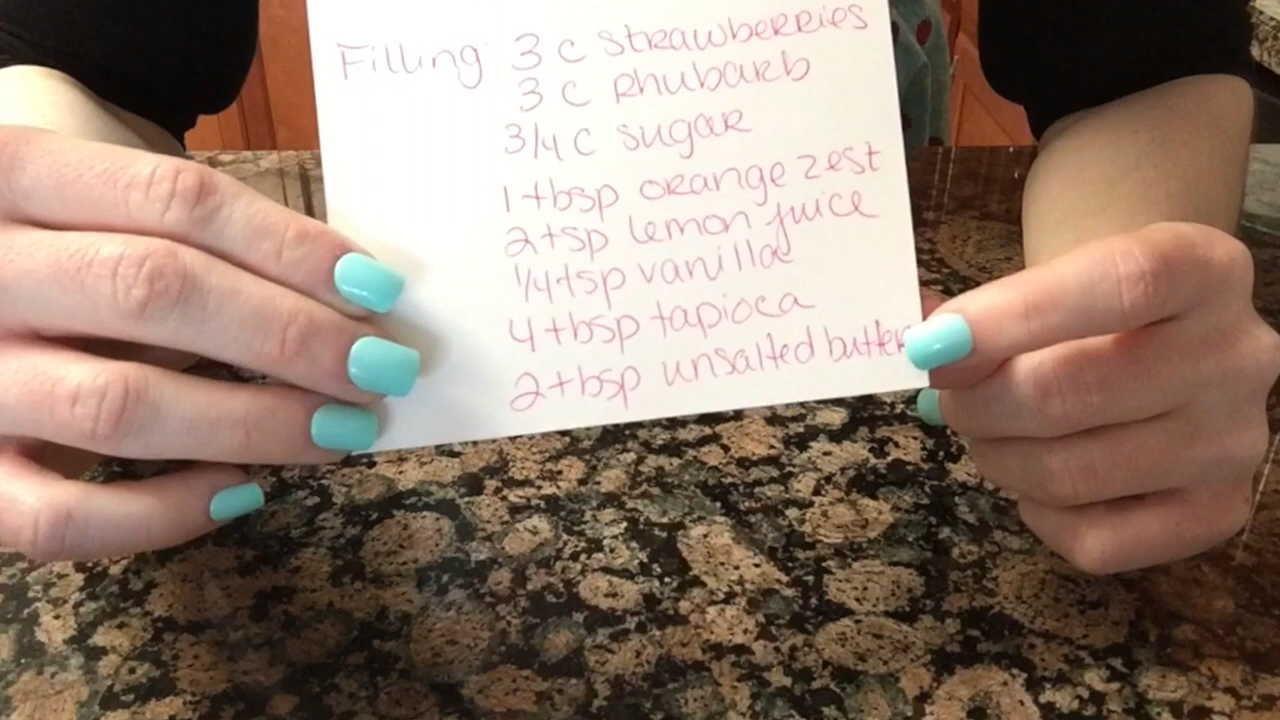 Filling 3 c strawberries
3 c rhubarb
3/4 c sugar
1 tbsp orange zest
2 tsp lemon juice
1/4 tsp vanilla
4 tbsp tapioca
2 tbsp unsalted butter